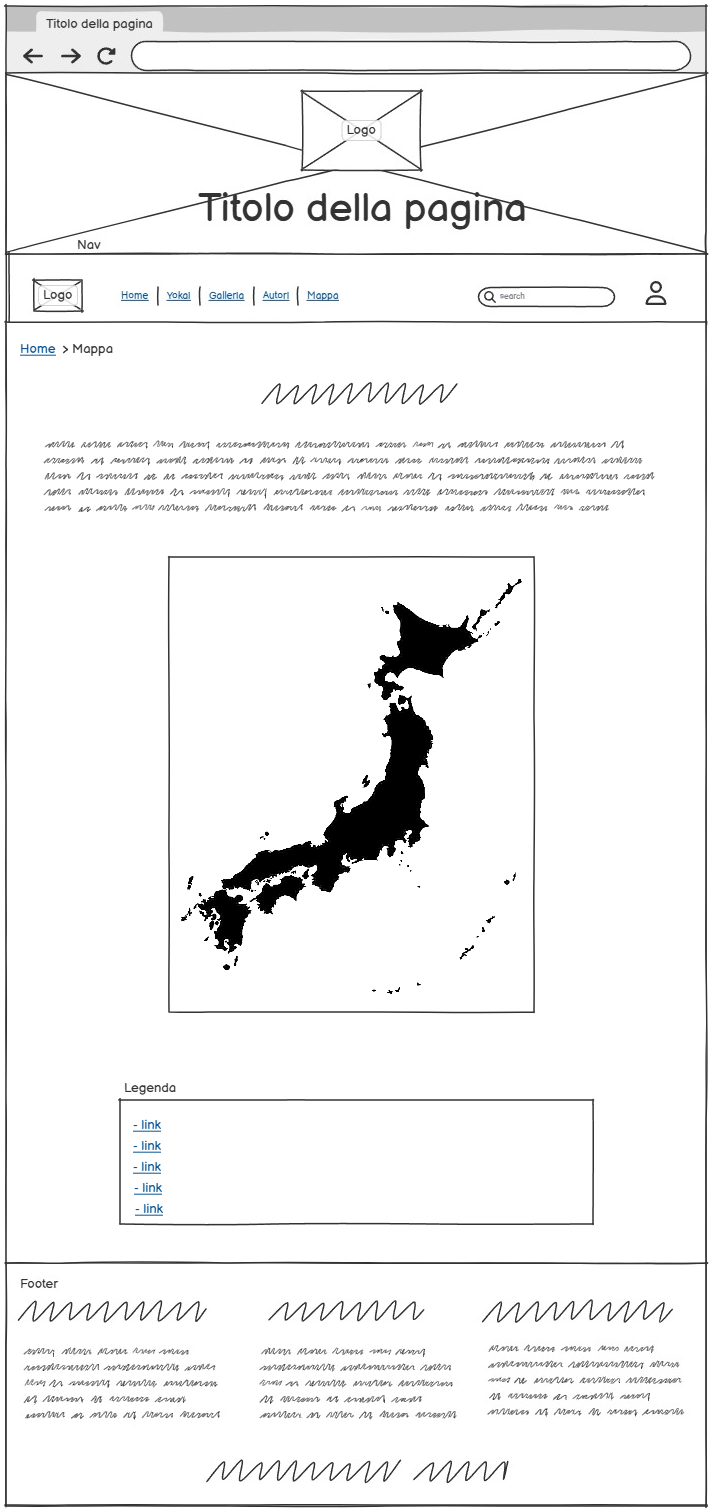 Titolo della pagina
Logo
Titolo della pagina
Nav
Logo
Home Yokai Galleria Autori Mappa
search
Home > Mappa
Legenda
- link
- link
- link
- link
- link
Footer